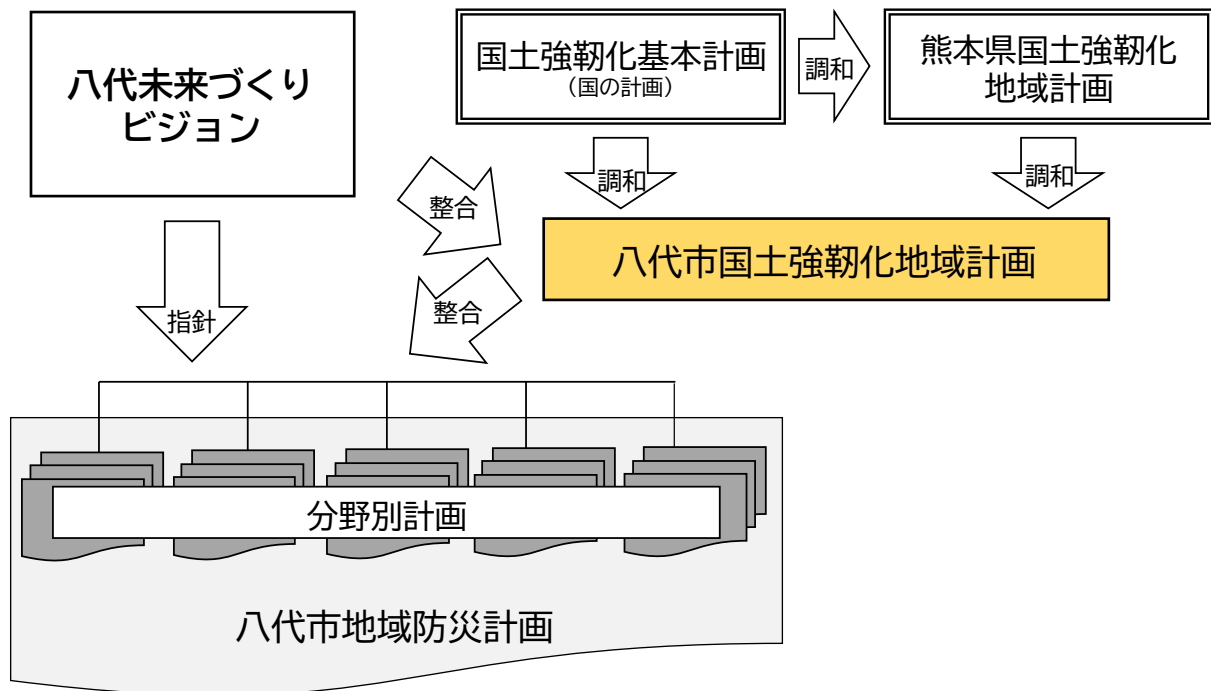 八代未来づくり
ビジョン
国土強靭化基本計画
（国の計画）
調和
熊本県国土強靭化
地域計画
調和
調和
整合
八代市国土強靭化地域計画
整合
指針
分野別計画
八代市地域防災計画